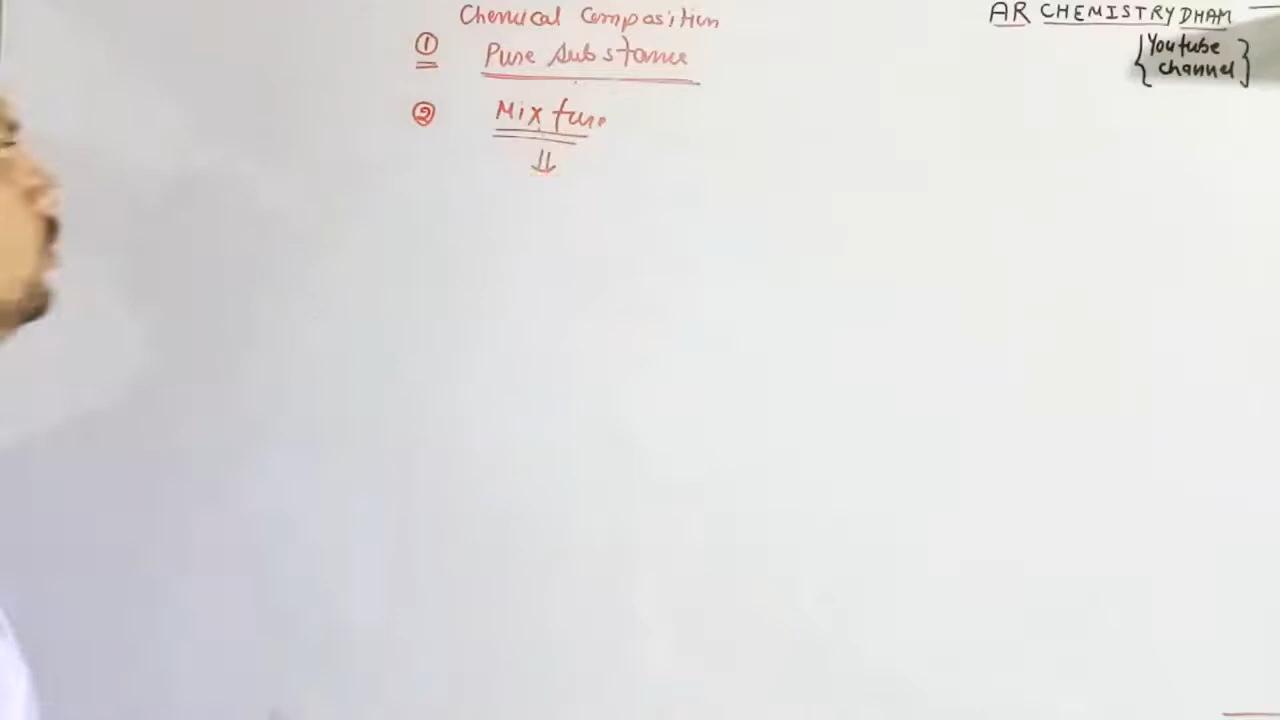 Chemical Composition
① Pure Substance
② Mixture
⇓
AR CHEMISTRY DHAM
{Youtube
channel}